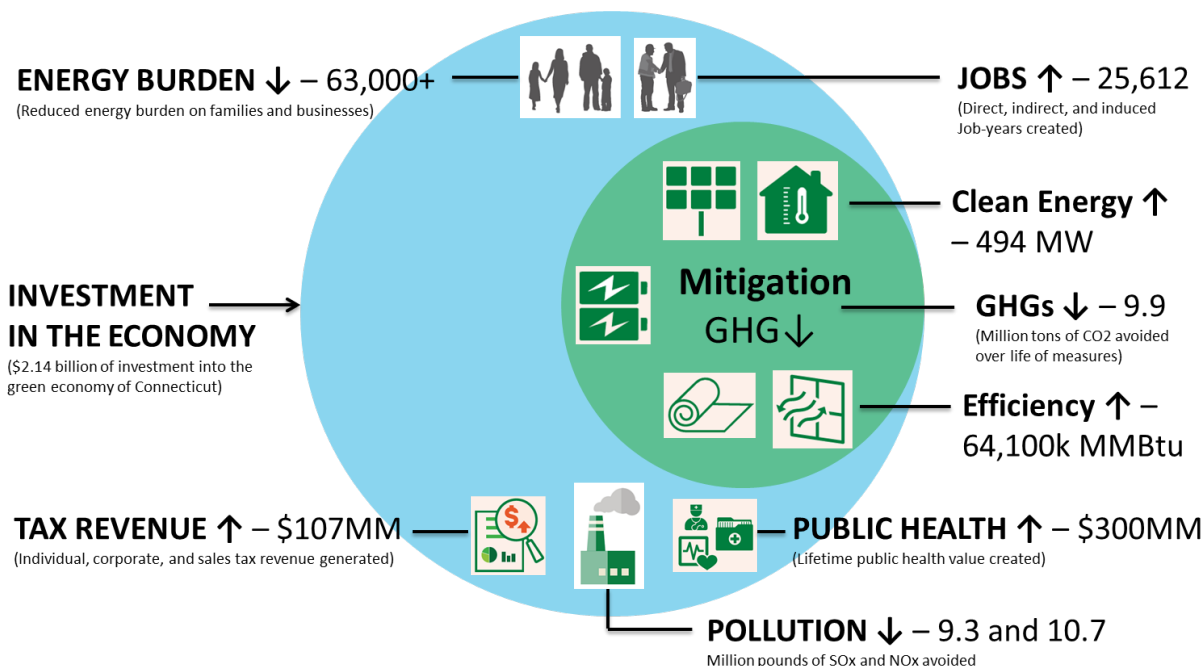 ENERGY BURDEN ↓ – 63,000+
(Reduced energy burden on families and businesses)
JOBS ↑ – 25,612
(Direct, indirect, and induced
Job-years created)
Clean Energy ↑
– 494 MW
INVESTMENT
IN THE ECONOMY
($2.14 billion of investment into the
green economy of Connecticut)
Mitigation
GHG ↓
GHGs ↓ – 9.9
(Million tons of CO2 avoided
over life of measures)
Efficiency ↑ –
64,100k MMBtu
TAX REVENUE ↑ – $107MM
(Individual, corporate, and sales tax revenue generated)
$
PUBLIC HEALTH ↑ – $300MM
(Lifetime public health value created)
POLLUTION ↓ – 9.3 and 10.7
Million pounds of SOx and NOx avoided